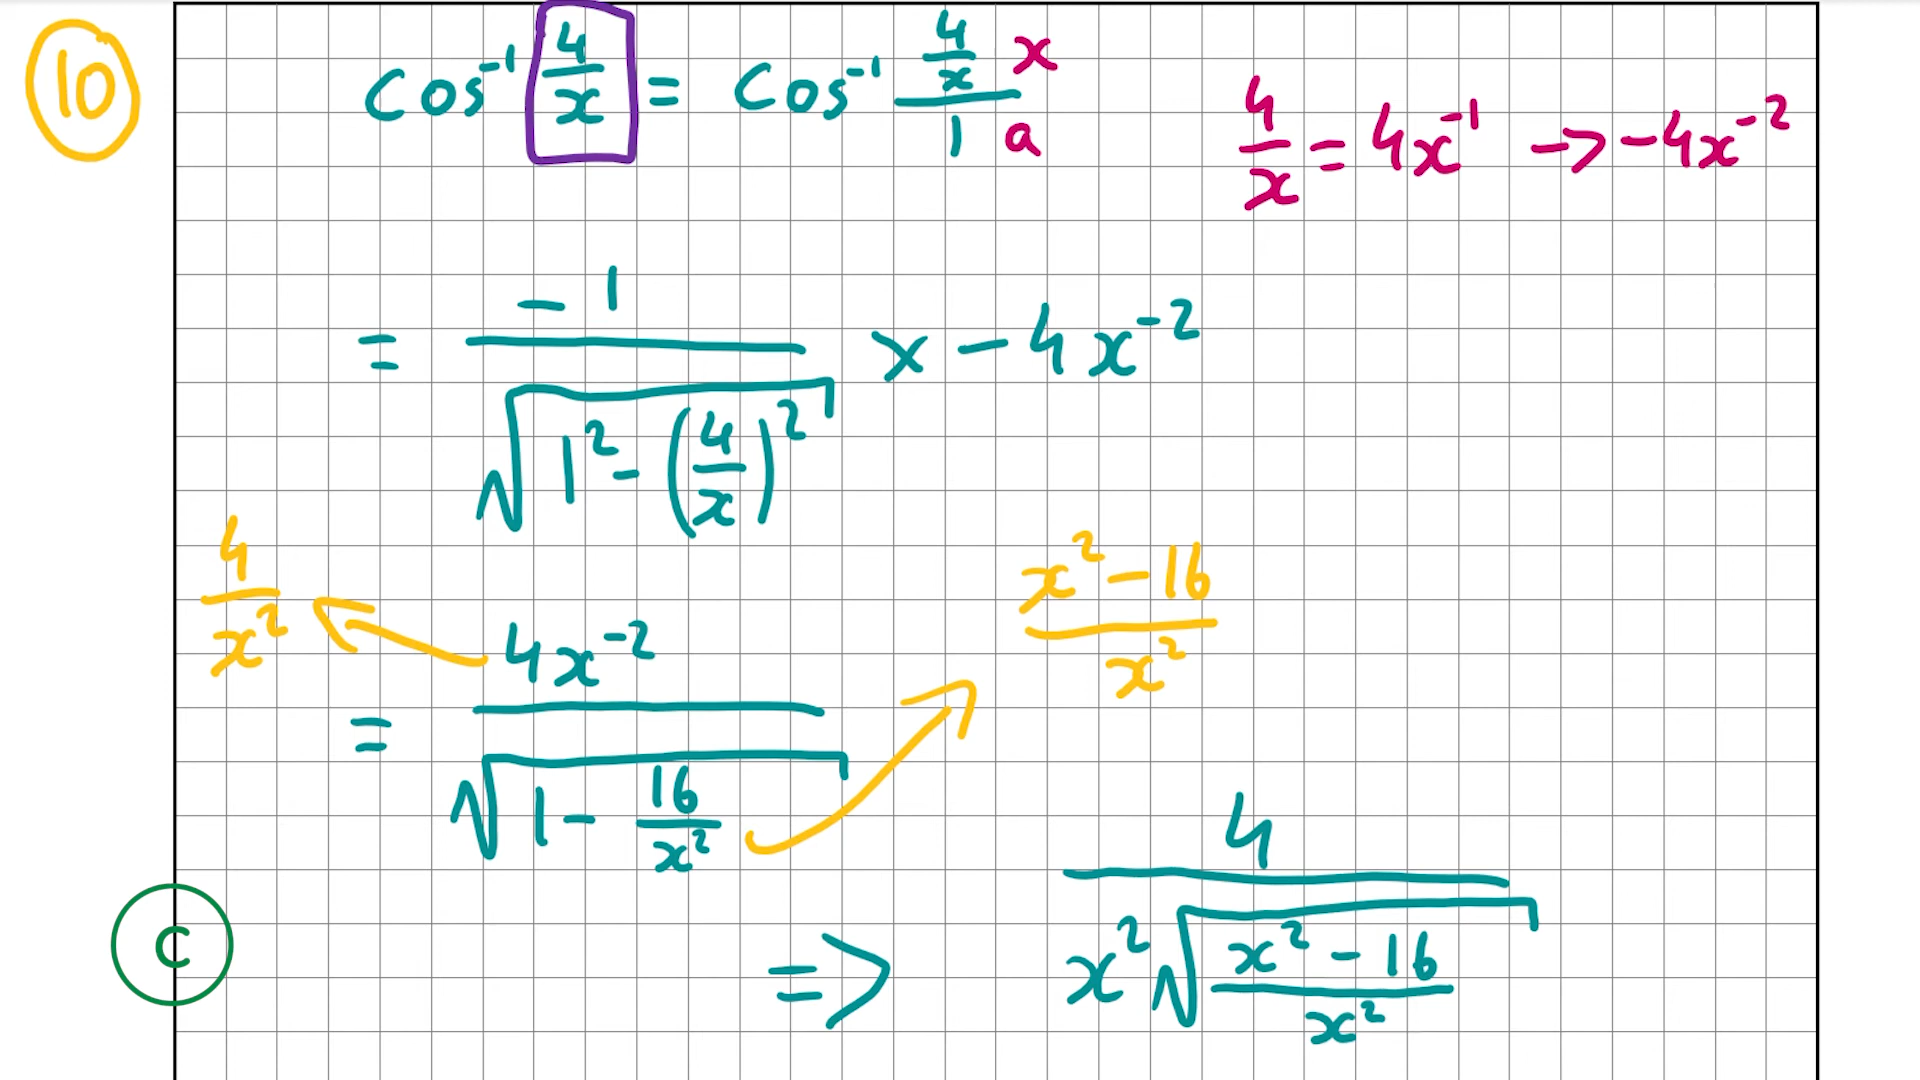 10
cos⁻¹ 4/x = cos⁻¹ (4/x)/1 x a
4/x = 4x⁻¹ → -4x⁻²
= -1/√(1² - (4/x)²) × -4x⁻²
4/x²
= 4x⁻²/√(1 - 16/x²)
(x² - 16)/x²
C
⇒ 4/(x²√((x² - 16)/x²))